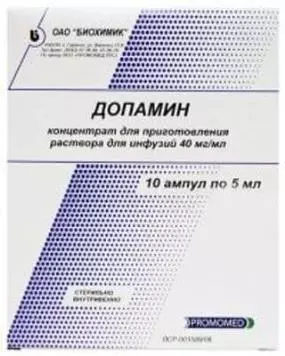 ОАО "БИОХИМИК"
ДОПАМИН
концентрат для приготовления
раствора для инфузий 40 мг/мл
10 ампул по 5 мл
СТЕРИЛЬНО
ВНУТРИВЕННО
PROMOMED